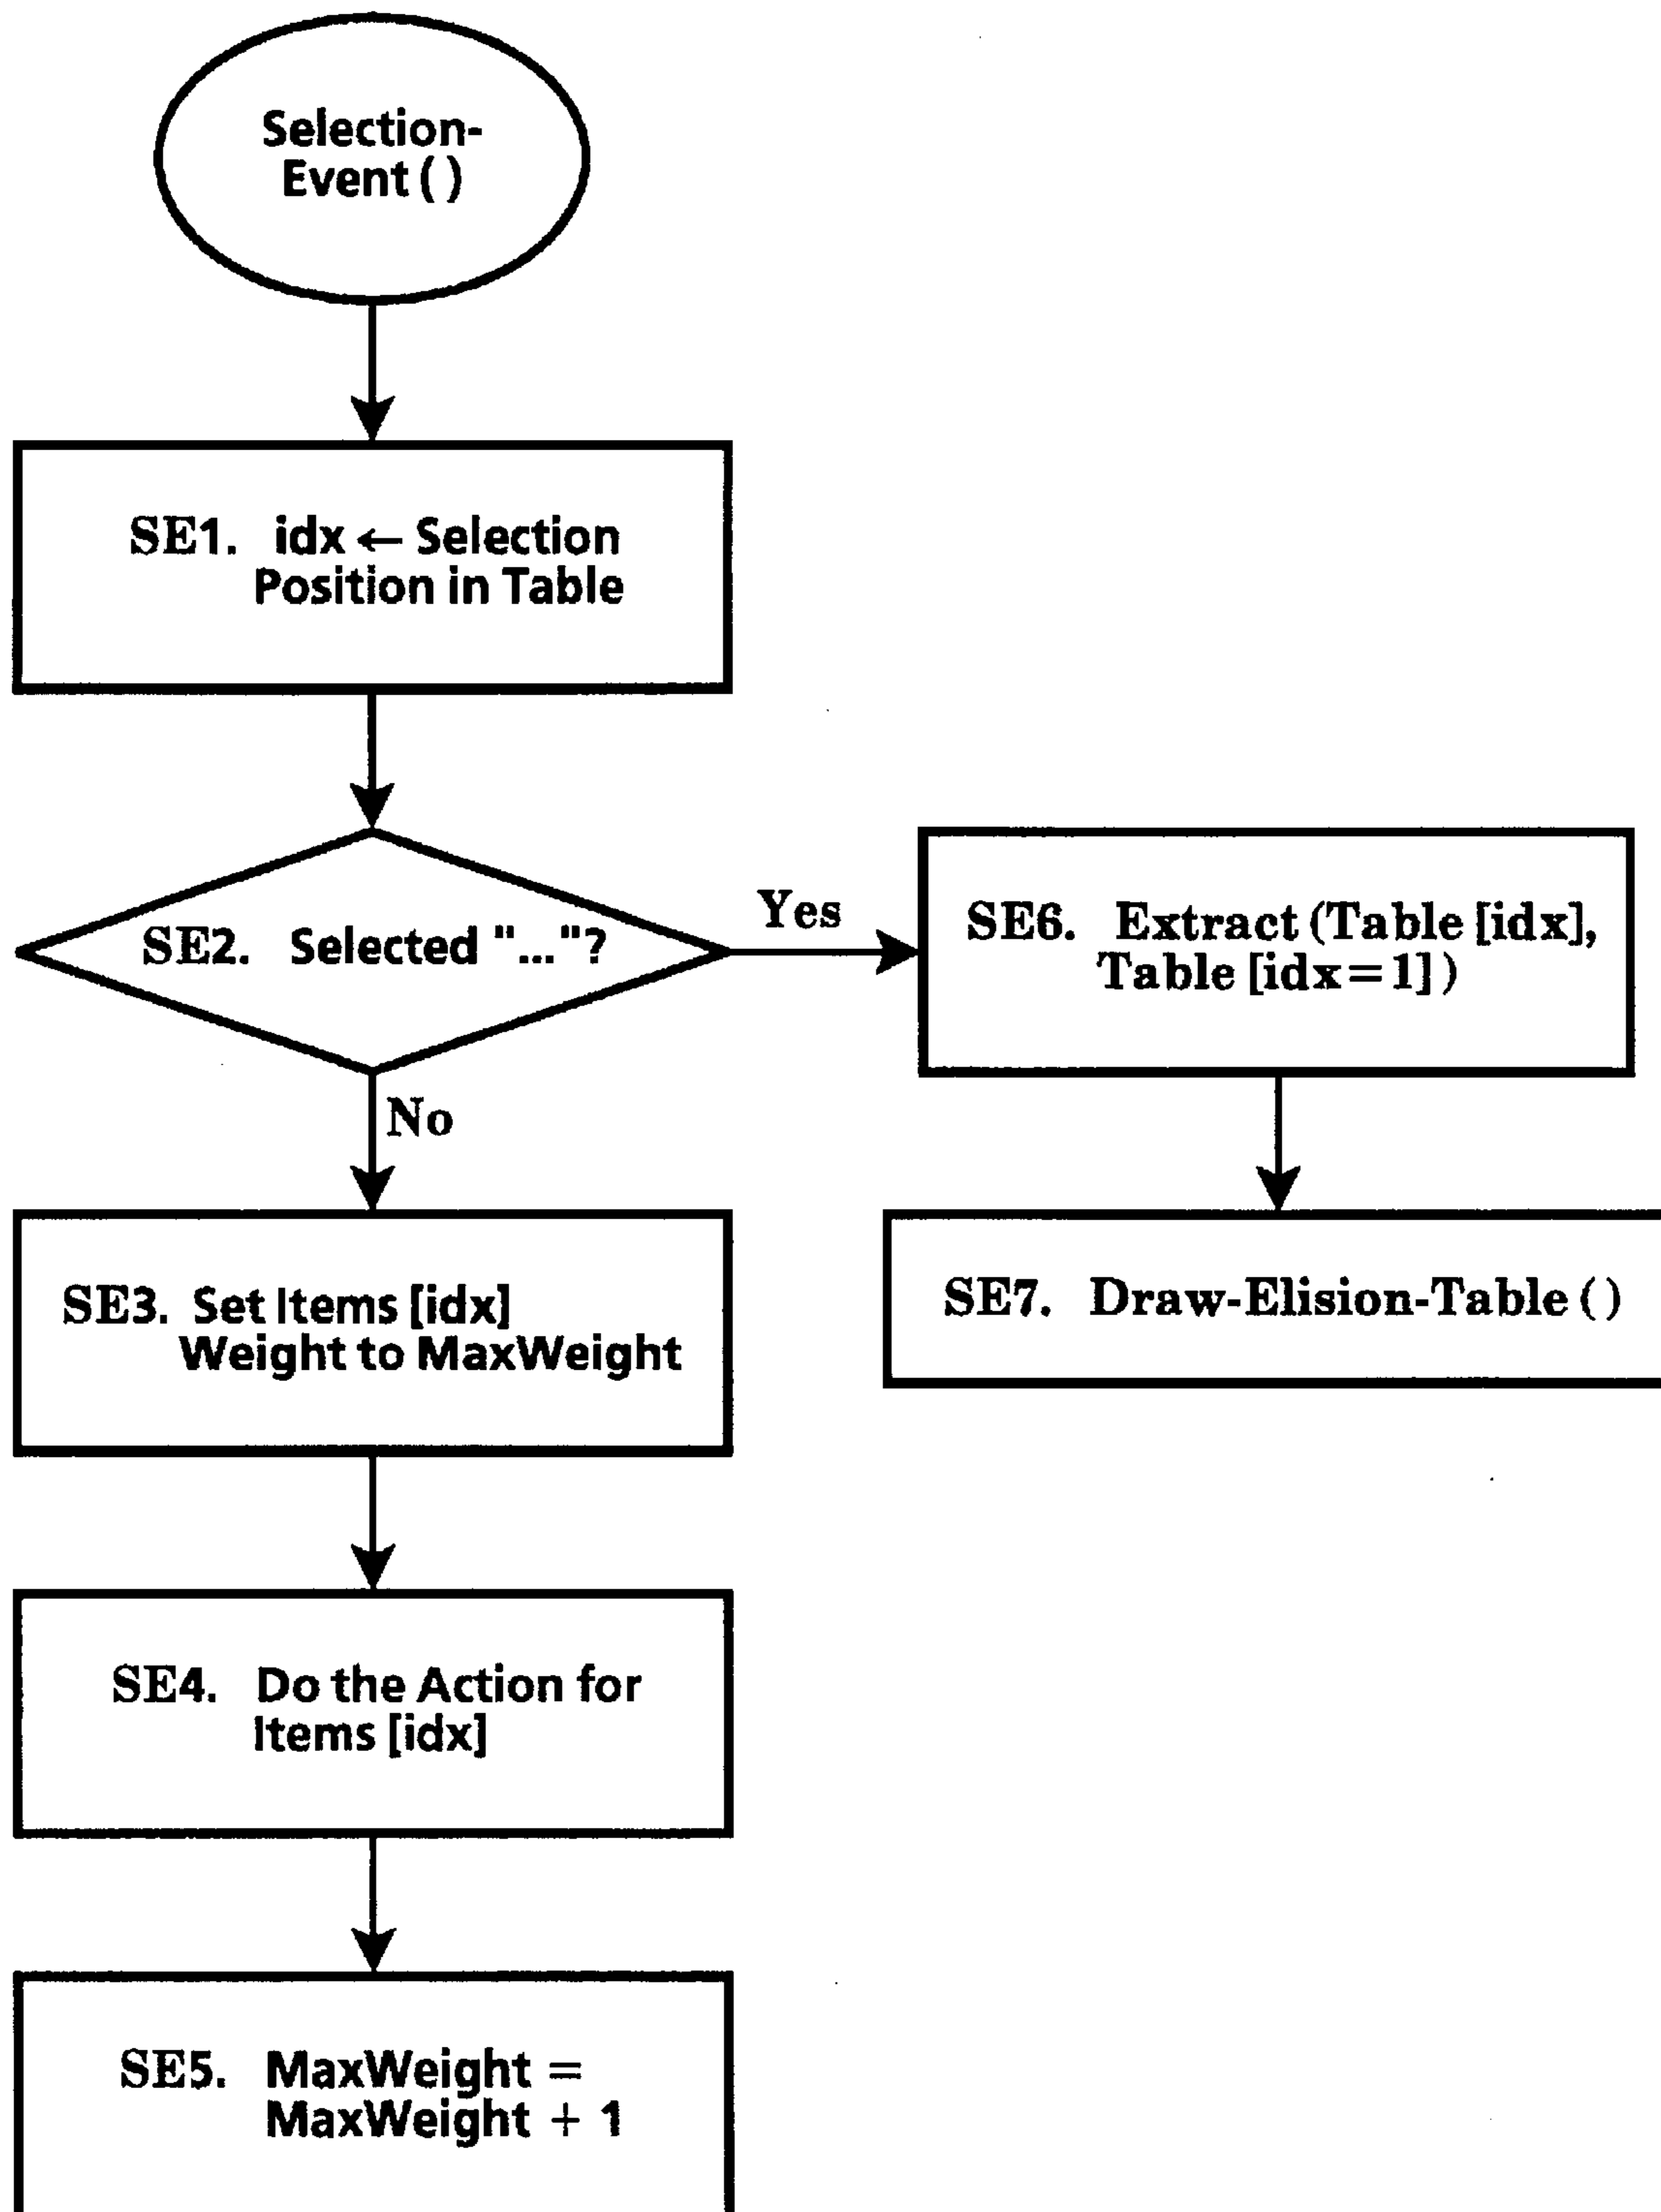 Selection-
Event ( )
SE1. idx ← Selection
Position in Table
SE2. Selected "..."?
Yes
No
SE6. Extract (Table [idx],
Table [idx=1] )
SE3. Set Items [idx]
Weight to MaxWeight
SE7. Draw-Elision-Table ( )
SE4. Do the Action for
Items [idx]
SE5. MaxWeight =
MaxWeight + 1